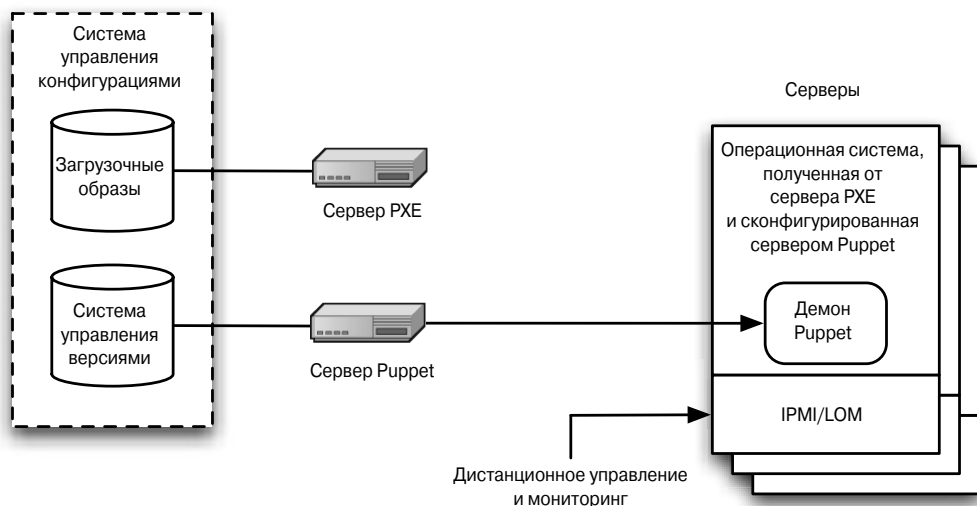 Система
управления
конфигурациями
Загрузочные
образы
Сервер PXE
Система
управления
версиями
Сервер Puppet
Серверы
Операционная система,
полученная от
сервера PXE
и сконфигурированная
сервером Puppet
Демон
Puppet
IPMI/LOM
Дистанционное управление
и мониторинг